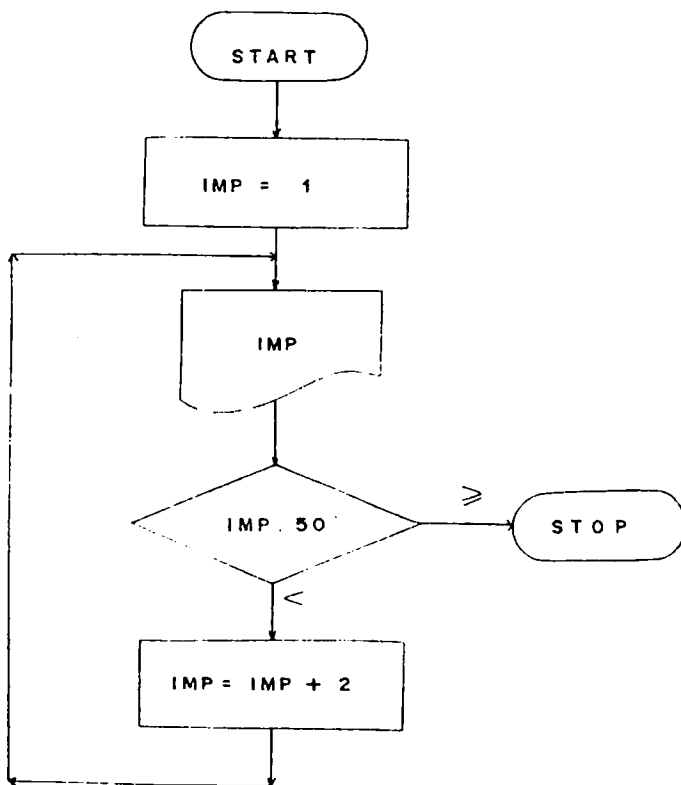 START
IMP = 1
IMP
IMP. 50
≥
STOP
<
IMP = IMP + 2